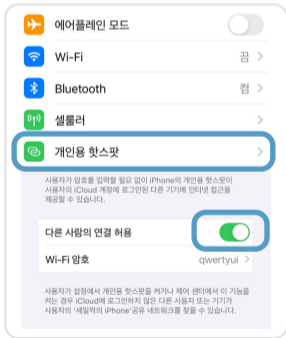 에어플레인 모드
Wi-Fi 끔
Bluetooth 켬
셀룰러
개인용 핫스팟
사용자가 암호를 입력할 필요 없이 iPhone의 개인용 핫스팟이
사용자의 iCloud 계정에 로그인된 다른 기기에 인터넷 접근을
제공할 수 있습니다.
다른 사람의 연결 허용
Wi-Fi 암호 qwertyui
사용자가 설정에서 개인용 핫스팟을 켜거나 제어 센터에서 이 기능을
켜는 경우 iCloud에 로그인하지 않은 다른 사용자 또는 기기가
사용자의 '세일럭의 iPhone'공유 네트워크를 찾을 수 있습니다.